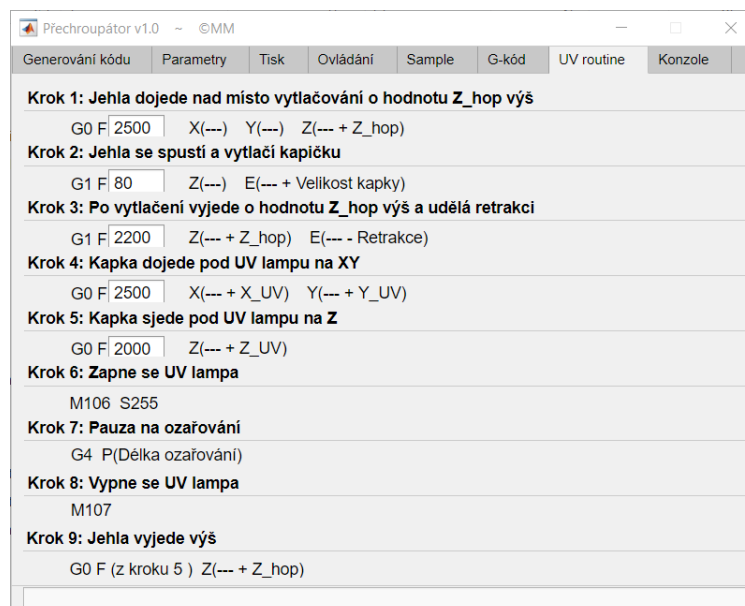 Přechroupátor v1.0 ~ ©MM
Generování kódu Parametry Tisk Ovládání Sample G-kód UV routine Konzole
Krok 1: Jehla dojede nad místo vytlačování o hodnotu Z_hop výš
G0 F 2500 X(---) Y(---) Z(--- + Z_hop)
Krok 2: Jehla se spustí a vytlačí kapičku
G1 F 80 Z(---) E(--- + Velikost kapky)
Krok 3: Po vytlačení vyjede o hodnotu Z_hop výš a udělá retrakci
G1 F 2200 Z(--- + Z_hop) E(--- - Retrakce)
Krok 4: Kapka dojede pod UV lampu na XY
G0 F 2500 X(--- + X_UV) Y(--- + Y_UV)
Krok 5: Kapka sjede pod UV lampu na Z
G0 F 2000 Z(--- + Z_UV)
Krok 6: Zapne se UV lampa
M106 S255
Krok 7: Pauza na ozařování
G4 P(Délka ozařování)
Krok 8: Vypne se UV lampa
M107
Krok 9: Jehla vyjede výš
G0 F (z kroku 5 ) Z(--- + Z_hop)